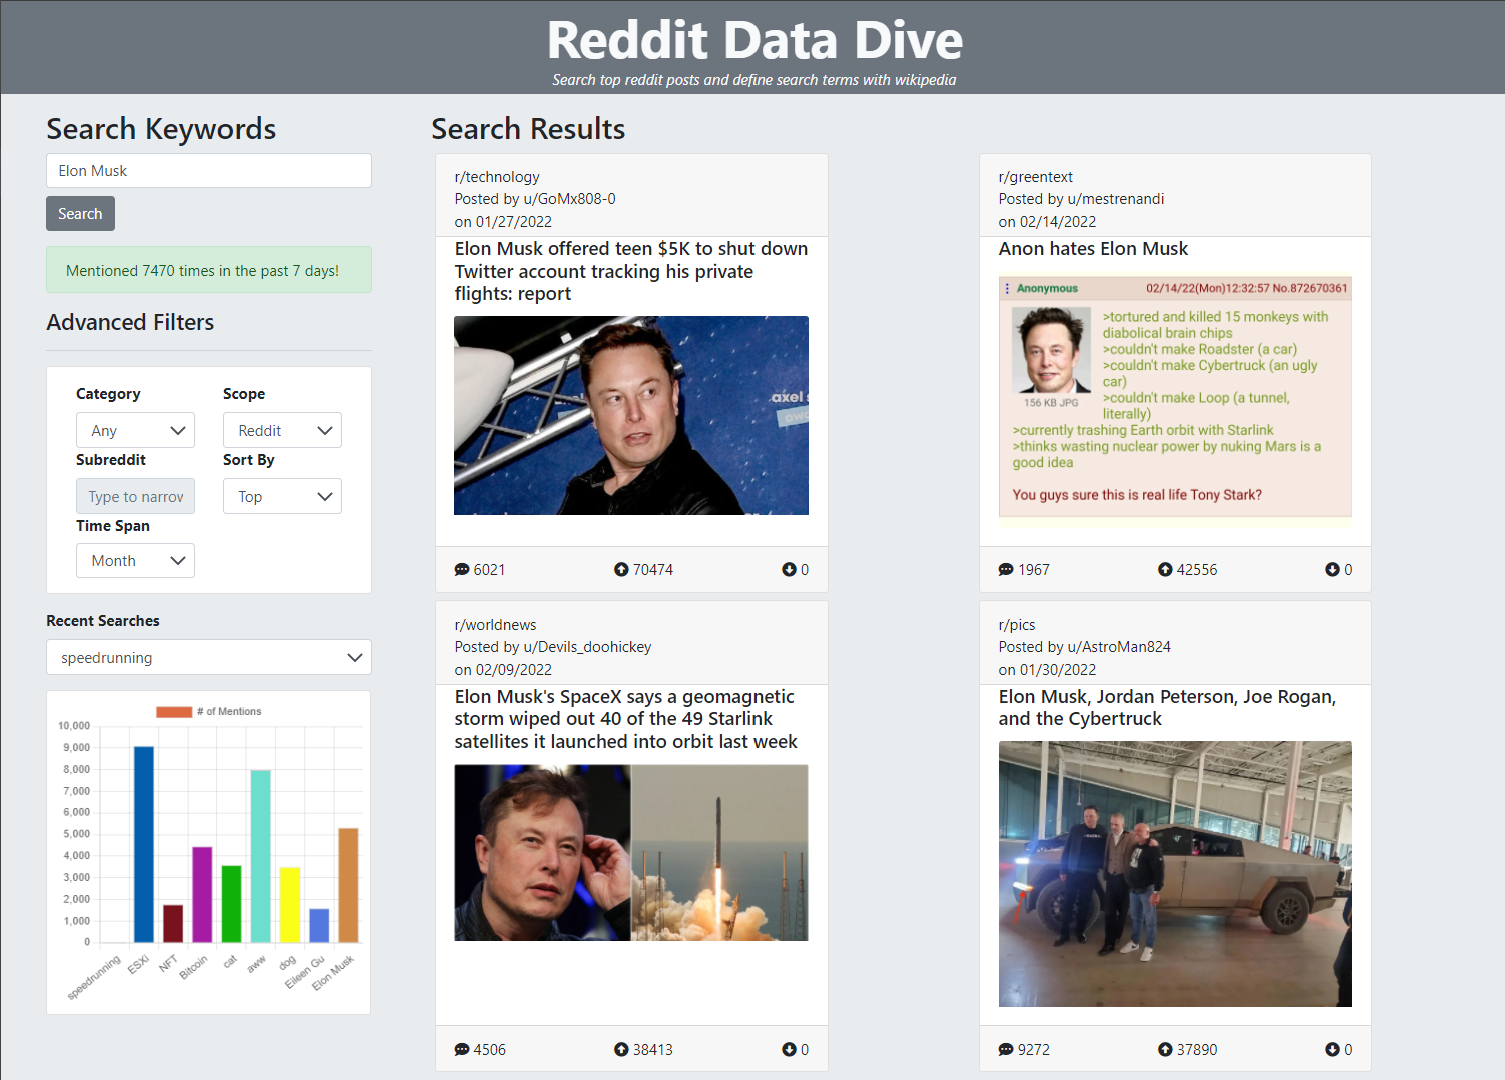 Reddit Data Dive
Search top reddit posts and define search terms with wikipedia
Search Keywords
Elon Musk
Search
Mentioned 7470 times in the past 7 days!
Advanced Filters
Category
Scope
Any
Reddit
Subreddit
Sort By
Type to narrow
Top
Time Span
Month
Recent Searches
speedrunning
# of Mentions
10,000
9,000
8,000
7,000
6,000
5,000
4,000
3,000
2,000
1,000
0
speedrunning
ESXi
NFT
Bitcoin
cat
aww
dog
Eileen Gu
Elon Musk
Search Results
r/technology
Posted by u/GoMx808-0
on 01/27/2022
Elon Musk offered teen $5K to shut down
Twitter account tracking his private
flights: report
axel s
6021
70474
0
r/greentext
Posted by u/mestrenandi
on 02/14/2022
Anon hates Elon Musk
Anonymous
02/14/22(Mon)12:32:57 No.872670361
>tortured and killed 15 monkeys with
diabolical brain chips
>couldn't make Roadster (a car)
>couldn't make Cybertruck (an ugly
car)
>couldn't make Loop (a tunnel,
literally)
156 KB JPG
>currently trashing Earth orbit with Starlink
>thinks wasting nuclear power by nuking Mars is a
good idea
You guys sure this is real life Tony Stark?
1967
42556
0
r/worldnews
Posted by u/Devils_doohickey
on 02/09/2022
Elon Musk's SpaceX says a geomagnetic
storm wiped out 40 of the 49 Starlink
satellites it launched into orbit last week
4506
38413
0
r/pics
Posted by u/AstroMan824
on 01/30/2022
Elon Musk, Jordan Peterson, Joe Rogan,
and the Cybertruck
9272
37890
0